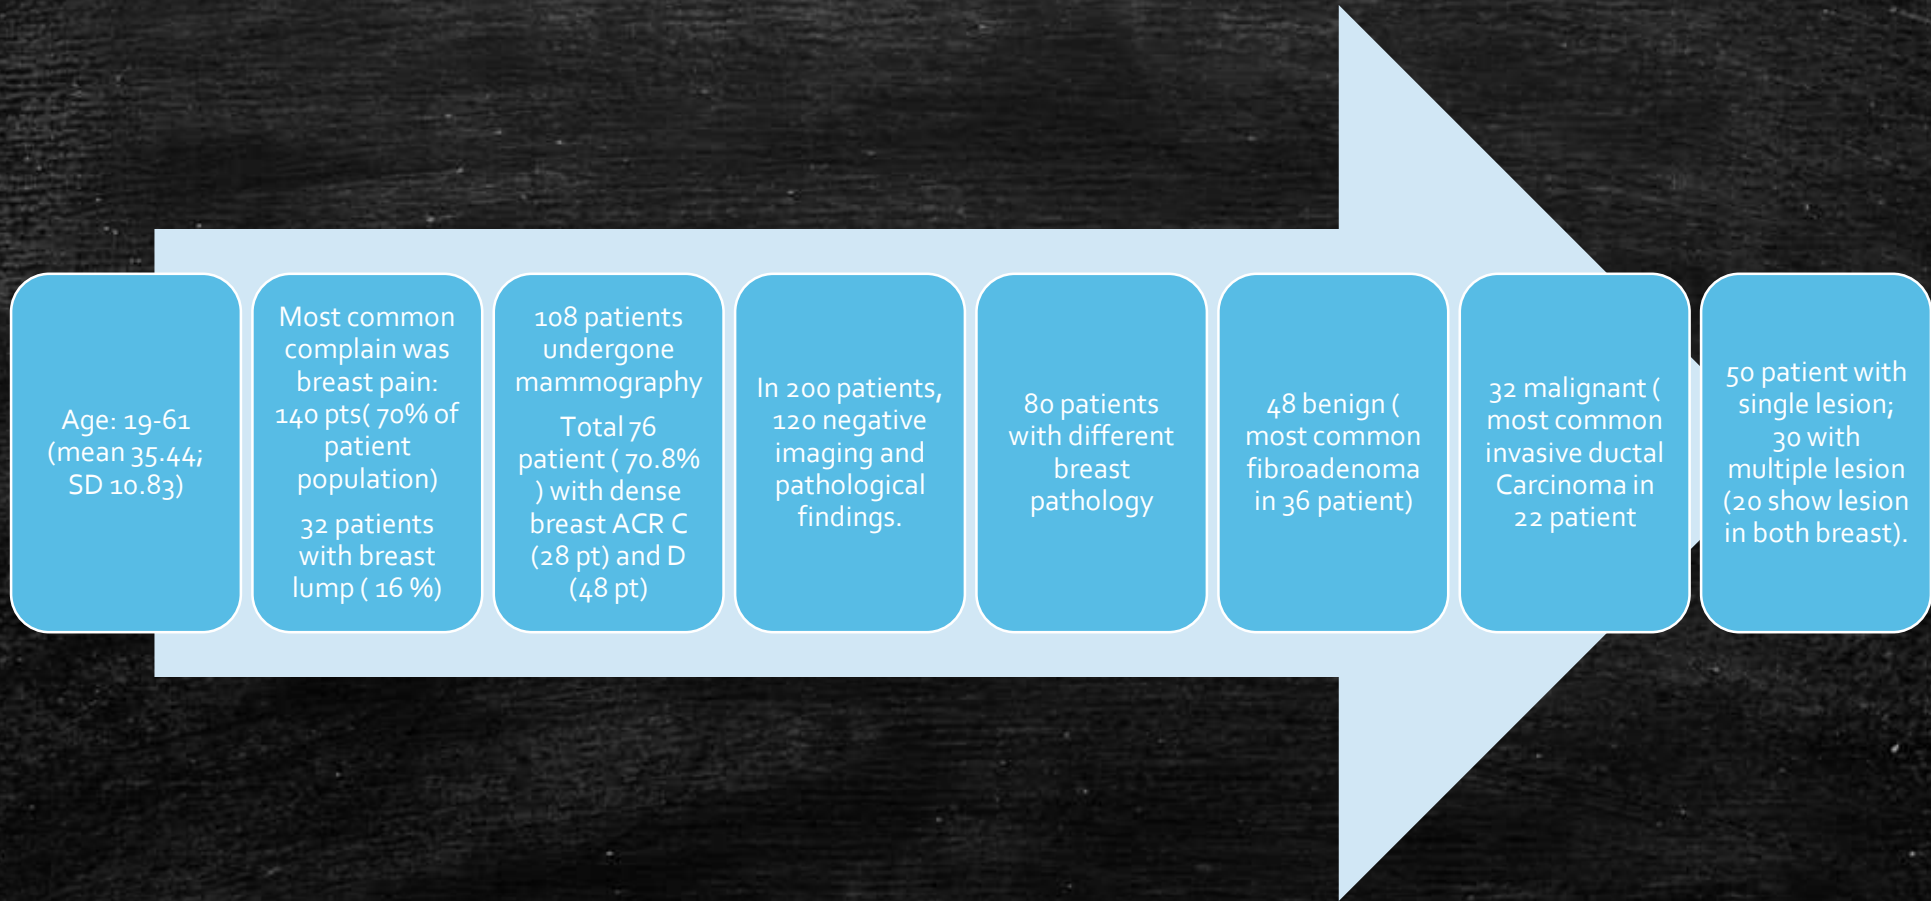 Age: 19-61
(mean 35.44;
SD 10.83)
Most common
complain was
breast pain:
140 pts( 70% of
patient
population)
32 patients
with breast
lump ( 16 %)
108 patients
undergone
mammography
Total 76
patient ( 70.8%
) with dense
breast ACR C
(28 pt) and D
(48 pt)
In 200 patients,
120 negative
imaging and
pathological
findings.
80 patients
with different
breast
pathology
48 benign (
most common
fibroadenoma
in 36 patient)
32 malignant (
most common
invasive ductal
Carcinoma in
22 patient
50 patient with
single lesion;
30 with
multiple lesion
(20 show lesion
in both breast).